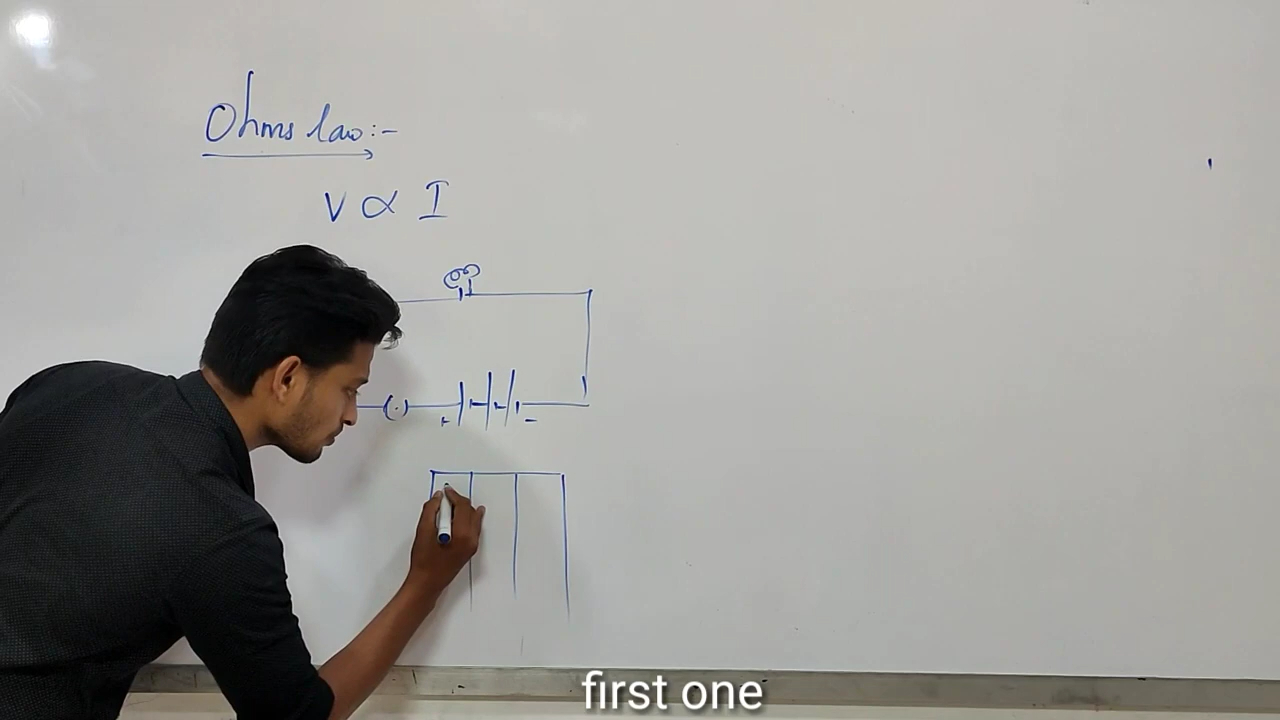 Ohms law:-
V ∝ I
+ -
first one